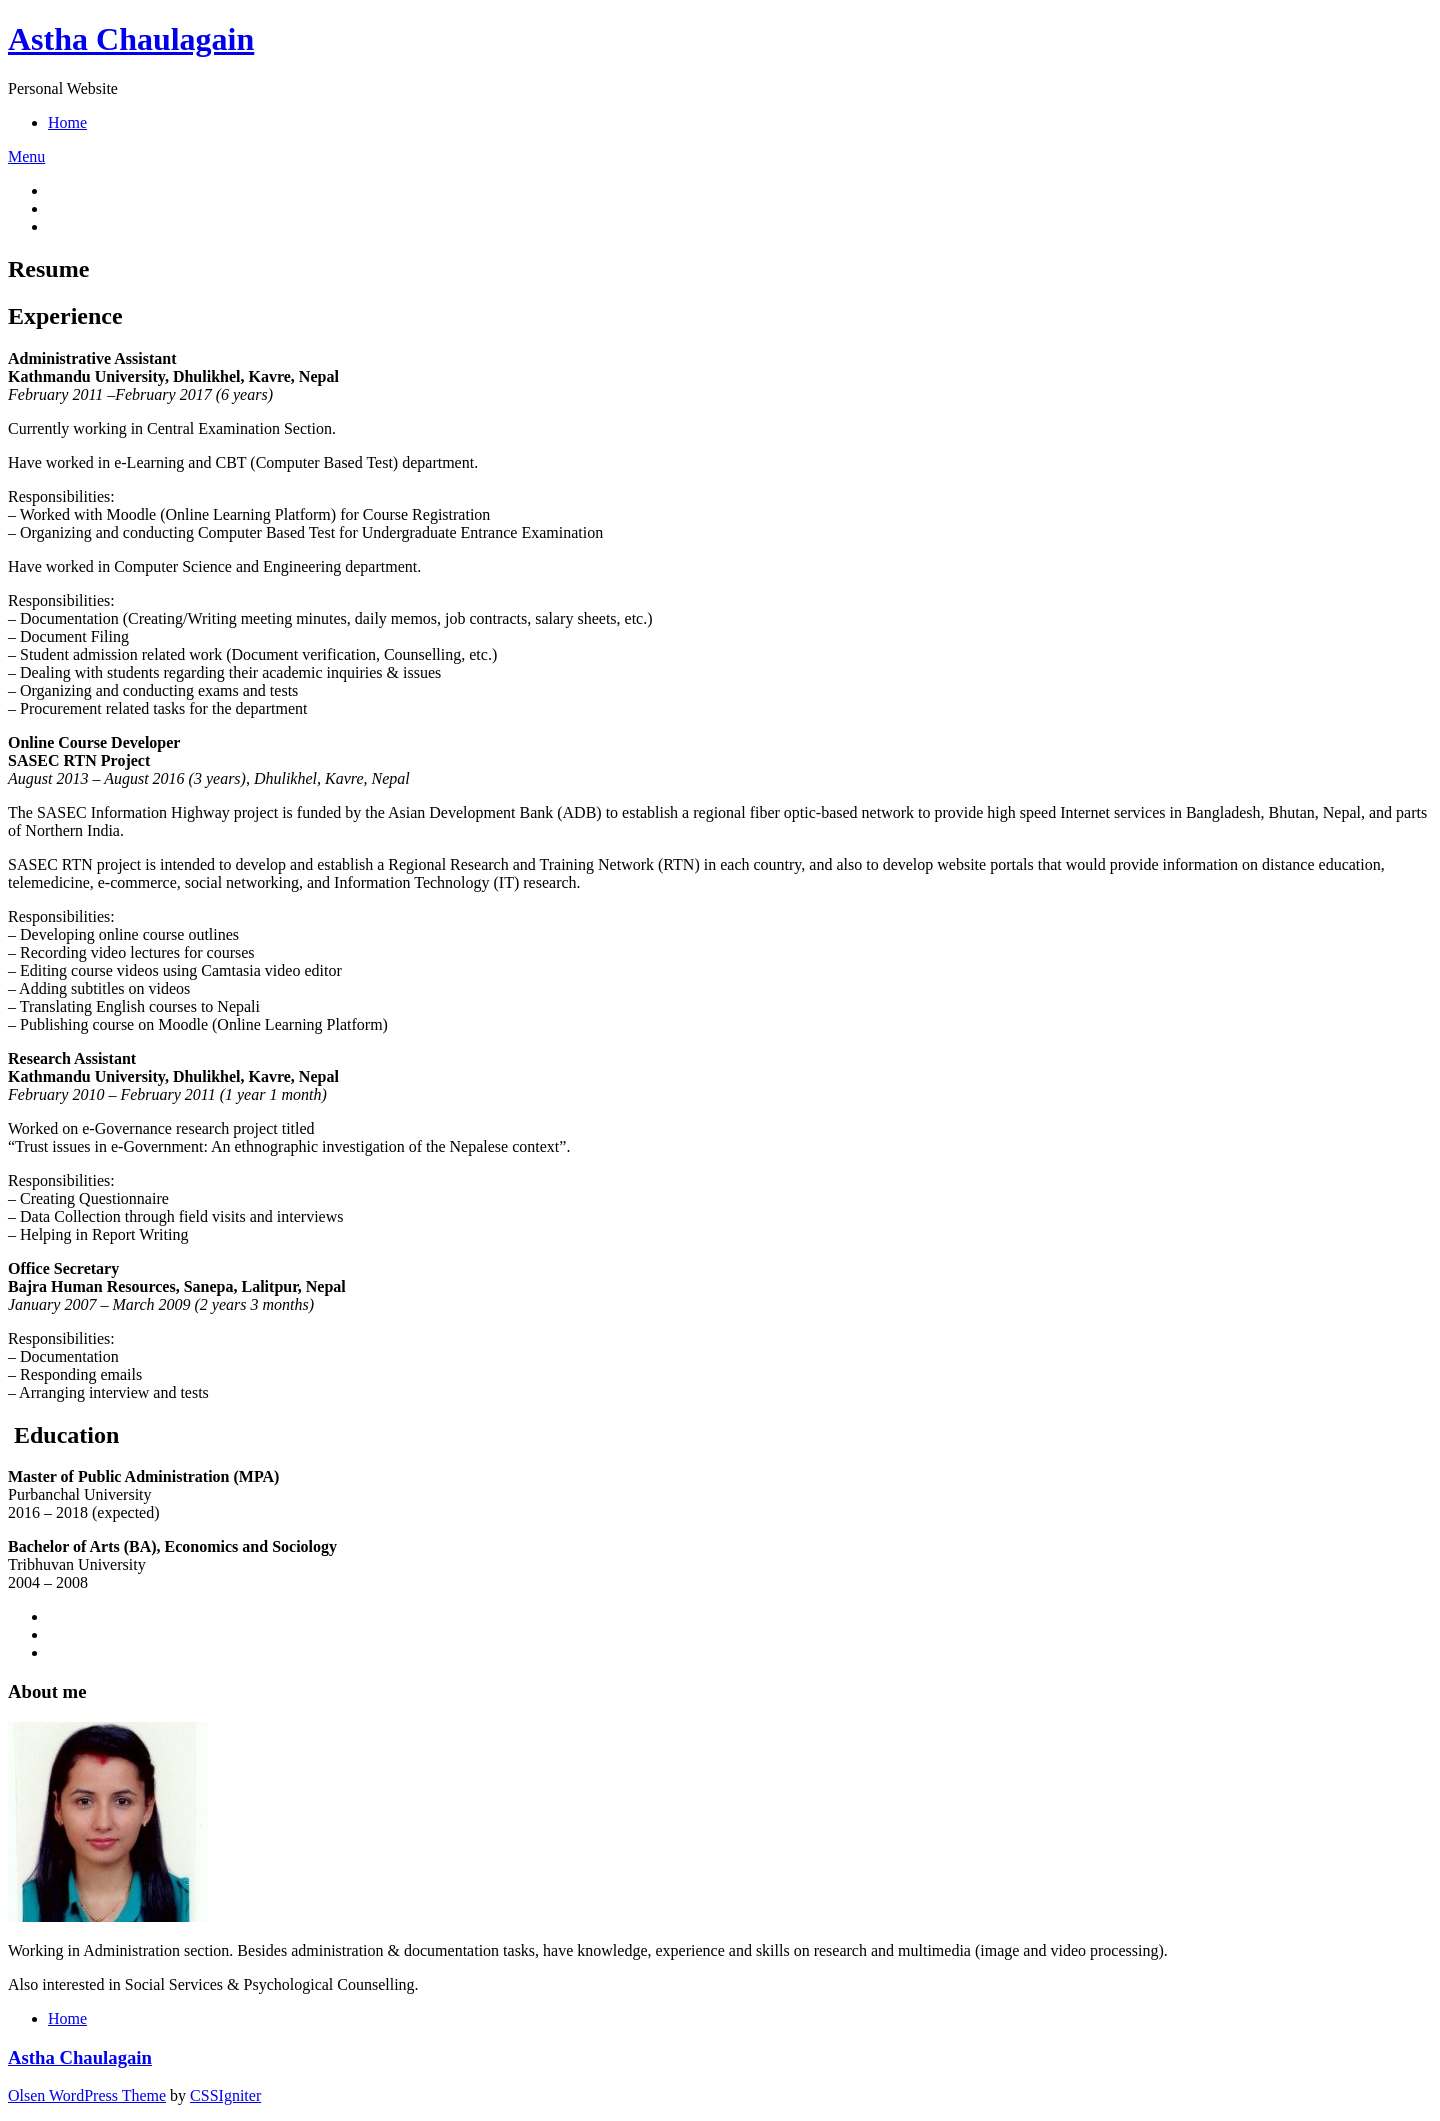 Astha Chaulagain
Personal Website
Home
Menu
Resume
Experience
Administrative Assistant
Kathmandu University, Dhulikhel, Kavre, Nepal
February 2011 –February 2017 (6 years)
Currently working in Central Examination Section.
Have worked in e-Learning and CBT (Computer Based Test) department.
Responsibilities:
– Worked with Moodle (Online Learning Platform) for Course Registration
– Organizing and conducting Computer Based Test for Undergraduate Entrance Examination
Have worked in Computer Science and Engineering department.
Responsibilities:
– Documentation (Creating/Writing meeting minutes, daily memos, job contracts, salary sheets, etc.)
– Document Filing
– Student admission related work (Document verification, Counselling, etc.)
– Dealing with students regarding their academic inquiries & issues
– Organizing and conducting exams and tests
– Procurement related tasks for the department
Online Course Developer
SASEC RTN Project
August 2013 – August 2016 (3 years), Dhulikhel, Kavre, Nepal
The SASEC Information Highway project is funded by the Asian Development Bank (ADB) to establish a regional fiber optic-based network to provide high speed Internet services in Bangladesh, Bhutan, Nepal, and parts
of Northern India.
SASEC RTN project is intended to develop and establish a Regional Research and Training Network (RTN) in each country, and also to develop website portals that would provide information on distance education,
telemedicine, e-commerce, social networking, and Information Technology (IT) research.
Responsibilities:
– Developing online course outlines
– Recording video lectures for courses
– Editing course videos using Camtasia video editor
– Adding subtitles on videos
– Translating English courses to Nepali
– Publishing course on Moodle (Online Learning Platform)
Research Assistant
Kathmandu University, Dhulikhel, Kavre, Nepal
February 2010 – February 2011 (1 year 1 month)
Worked on e-Governance research project titled
“Trust issues in e-Government: An ethnographic investigation of the Nepalese context”.
Responsibilities:
– Creating Questionnaire
– Data Collection through field visits and interviews
– Helping in Report Writing
Office Secretary
Bajra Human Resources, Sanepa, Lalitpur, Nepal
January 2007 – March 2009 (2 years 3 months)
Responsibilities:
– Documentation
– Responding emails
– Arranging interview and tests
Education
Master of Public Administration (MPA)
Purbanchal University
2016 – 2018 (expected)
Bachelor of Arts (BA), Economics and Sociology
Tribhuvan University
2004 – 2008
About me
Working in Administration section. Besides administration & documentation tasks, have knowledge, experience and skills on research and multimedia (image and video processing).
Also interested in Social Services & Psychological Counselling.
Home
Astha Chaulagain
Olsen WordPress Theme by CSSIgniter